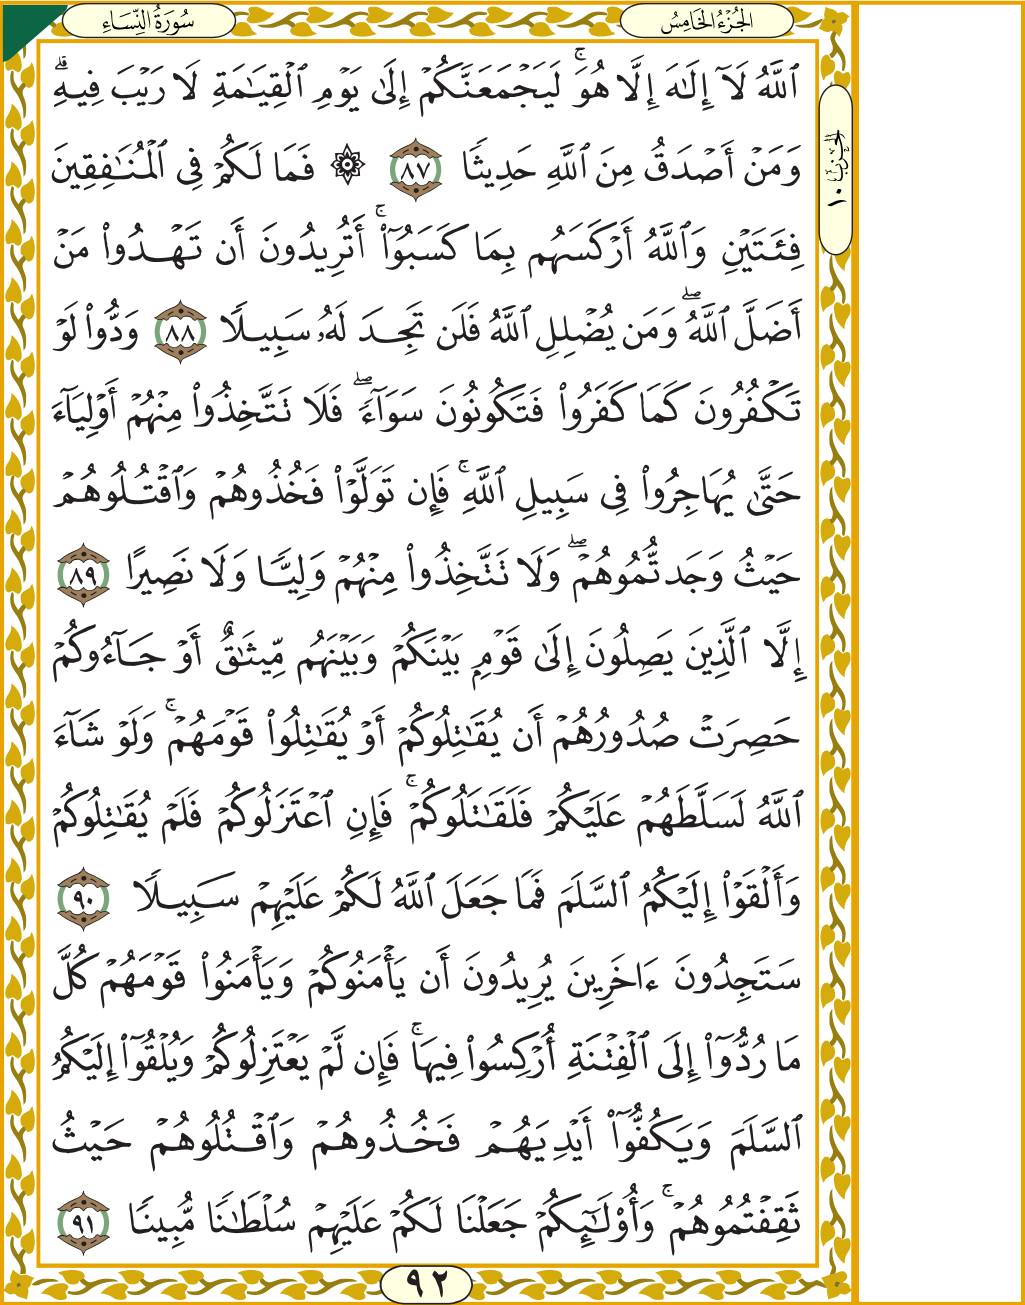 سُورَةُ النِّسَاءِ
الجُزْءُ الخَامِسُ
ٱللَّهُ لَآ إِلَٰهَ إِلَّا هُوَۚ لَيَجْمَعَنَّكُمْ إِلَىٰ يَوْمِ ٱلْقِيَٰمَةِ لَا رَيْبَ فِيهِۗ
وَمَنْ أَصْدَقُ مِنَ ٱللَّهِ حَدِيثًا ٨٧ ۞ فَمَا لَكُمْ فِى ٱلْمُنَٰفِقِينَ
فِئَتَيْنِ وَٱللَّهُ أَرْكَسَهُم بِمَا كَسَبُوٓا۟ۚ أَتُرِيدُونَ أَن تَهْدُوا۟ مَنْ
أَضَلَّ ٱللَّهُۖ وَمَن يُضْلِلِ ٱللَّهُ فَلَن تَجِدَ لَهُۥ سَبِيلًا ٨٨ وَدُّوا۟ لَوْ
تَكْفُرُونَ كَمَا كَفَرُوا۟ فَتَكُونُونَ سَوَآءًۖ فَلَا تَتَّخِذُوا۟ مِنْهُمْ أَوْلِيَآءَ
حَتَّىٰ يُهَاجِرُوا۟ فِى سَبِيلِ ٱللَّهِۚ فَإِن تَوَلَّوْا۟ فَخُذُوهُمْ وَٱقْتُلُوهُمْ
حَيْثُ وَجَدتُّمُوهُمْۖ وَلَا تَتَّخِذُوا۟ مِنْهُمْ وَلِيًّا وَلَا نَصِيرًا ٨٩
إِلَّا ٱلَّذِينَ يَصِلُونَ إِلَىٰ قَوْمٍۭ بَيْنَكُمْ وَبَيْنَهُم مِّيثَٰقٌ أَوْ جَآءُوكُمْ
حَصِرَتْ صُدُورُهُمْ أَن يُقَٰتِلُوكُمْ أَوْ يُقَٰتِلُوا۟ قَوْمَهُمْۚ وَلَوْ شَآءَ
ٱللَّهُ لَسَلَّطَهُمْ عَلَيْكُمْ فَلَقَٰتَلُوكُمْۚ فَإِنِ ٱعْتَزَلُوكُمْ فَلَمْ يُقَٰتِلُوكُمْ
وَأَلْقَوْا۟ إِلَيْكُمُ ٱلسَّلَمَ فَمَا جَعَلَ ٱللَّهُ لَكُمْ عَلَيْهِمْ سَبِيلًا ٩٠
سَتَجِدُونَ ءَاخَرِينَ يُرِيدُونَ أَن يَأْمَنُوكُمْ وَيَأْمَنُوا۟ قَوْمَهُمْ كُلَّ
مَا رُدُّوٓا۟ إِلَى ٱلْفِتْنَةِ أُرْكِسُوا۟ فِيهَاۚ فَإِن لَّمْ يَعْتَزِلُوكُمْ وَيُلْقُوٓا۟ إِلَيْكُمُ
ٱلسَّلَمَ وَيَكُفُّوٓا۟ أَيْدِيَهُمْ فَخُذُوهُمْ وَٱقْتُلُوهُمْ حَيْثُ
ثَقِفْتُمُوهُمْۚ وَأُو۟لَٰٓئِكُمْ جَعَلْنَا لَكُمْ عَلَيْهِمْ سُلْطَٰنًا مُّبِينًا ٩١
الحزب ١٠
٩٢